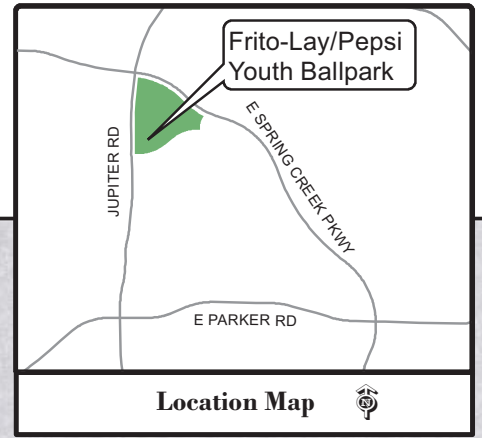 Frito-Lay/Pepsi
Youth Ballpark
JUPITER RD
E SPRING CREEK PKWY
E PARKER RD
Location Map
N